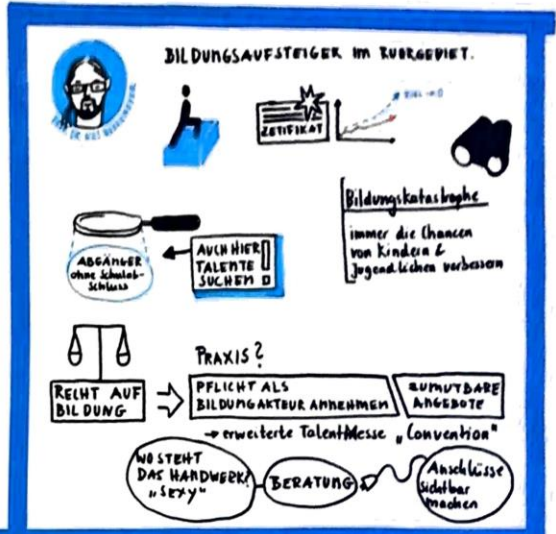 BILDUNGSAUFSTEIGER IM RUHRGEBIET.
PROF. DR.
ZETIFIKAT
Bildungskatastrophe
immer die Chancen
von Kindern &
Jugendlichen verbessern
ABGÄNGER
ohne Schulab-
schluss
AUCH HIER
TALENTE
SUCHEN!
RECHT AUF
BILDUNG
PRAXIS?
PFLICHT ALS
BILDUNGAKTEUR ANNEHMEN
ZUMUTBARE
ANGEBOTE
→ erweiterte TalentMesse „Convention"
WO STEHT
DAS HANDWERK?
„SEXY"
BERATUNG
Anschlüsse
sichtbar
machen